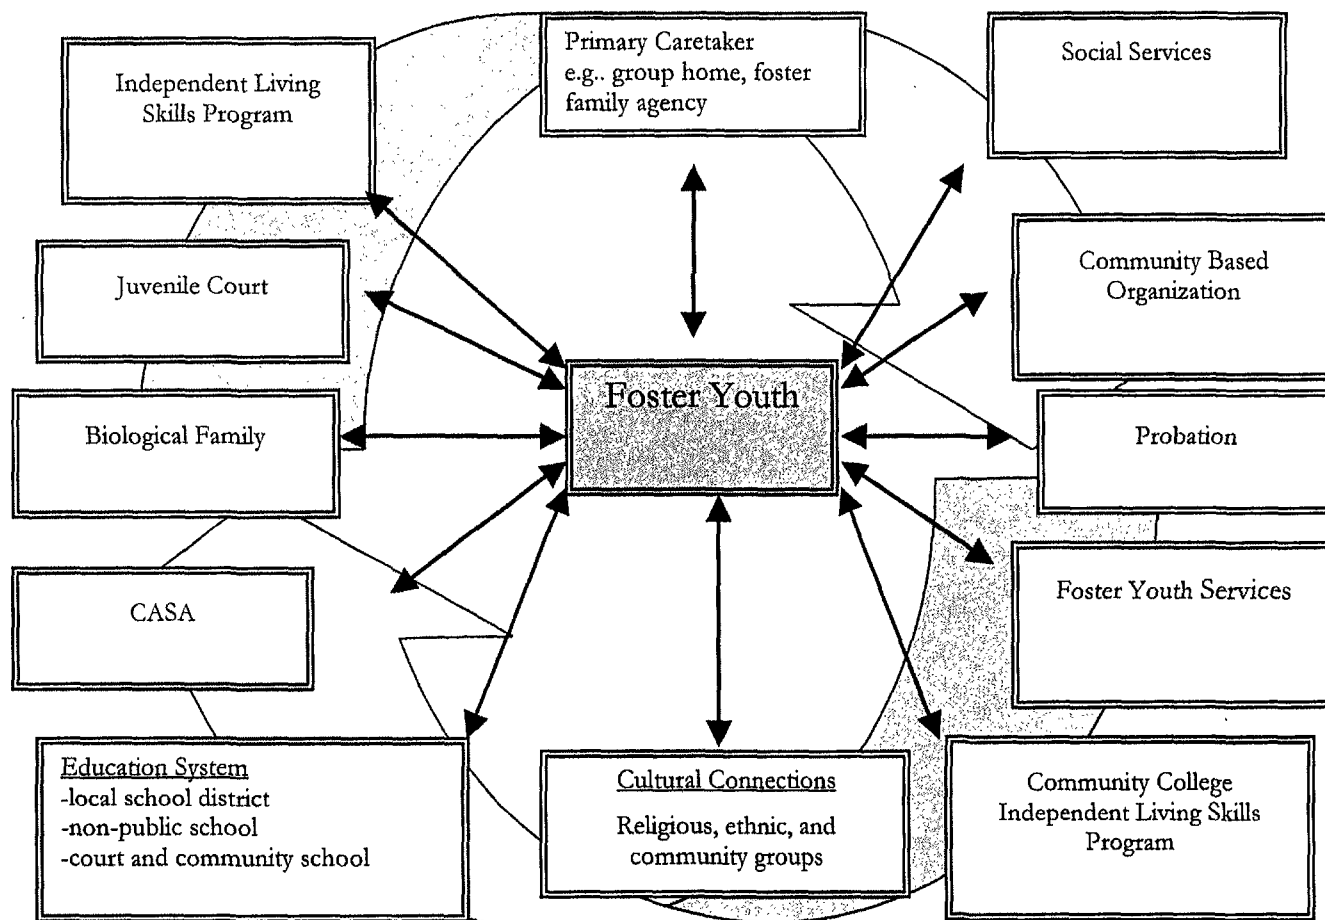 Independent Living
Skills Program
Primary Caretaker
e.g.. group home, foster
family agency
Social Services
Juvenile Court
Community Based
Organization
Foster Youth
Biological Family
Probation
CASA
Foster Youth Services
Education System
-local school district
-non-public school
-court and community school
Cultural Connections
Religious, ethnic, and
community groups
Community College
Independent Living Skills
Program